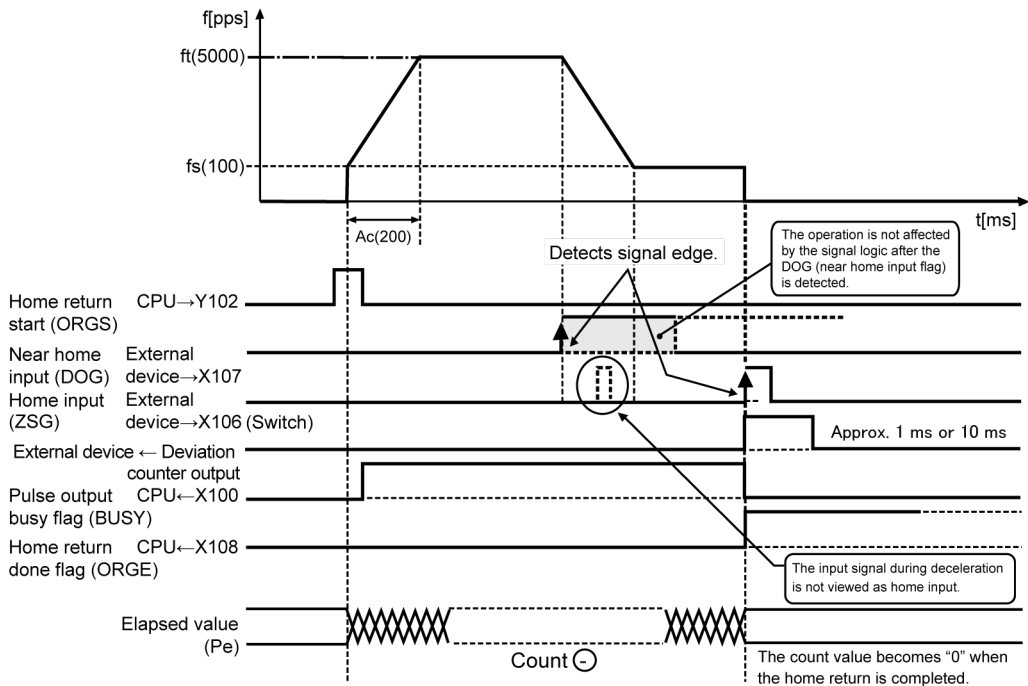 f[pps]
ft(5000)
fs(100)
t[ms]
Ac(200)
Detects signal edge.
The operation is not affected
by the signal logic after the
DOG (near home input flag)
is detected.
Home return CPU→Y102
start (ORGS)
Near home External
input (DOG) device→X107
Home input External
(ZSG) device→X106 (Switch)
Approx. 1 ms or 10 ms
External device ← Deviation
counter output
Pulse output CPU←X100
busy flag (BUSY)
Home return CPU←X108
done flag (ORGE)
The input signal during deceleration
is not viewed as home input.
Elapsed value
(Pe)
Count -
The count value becomes “0” when
the home return is completed.